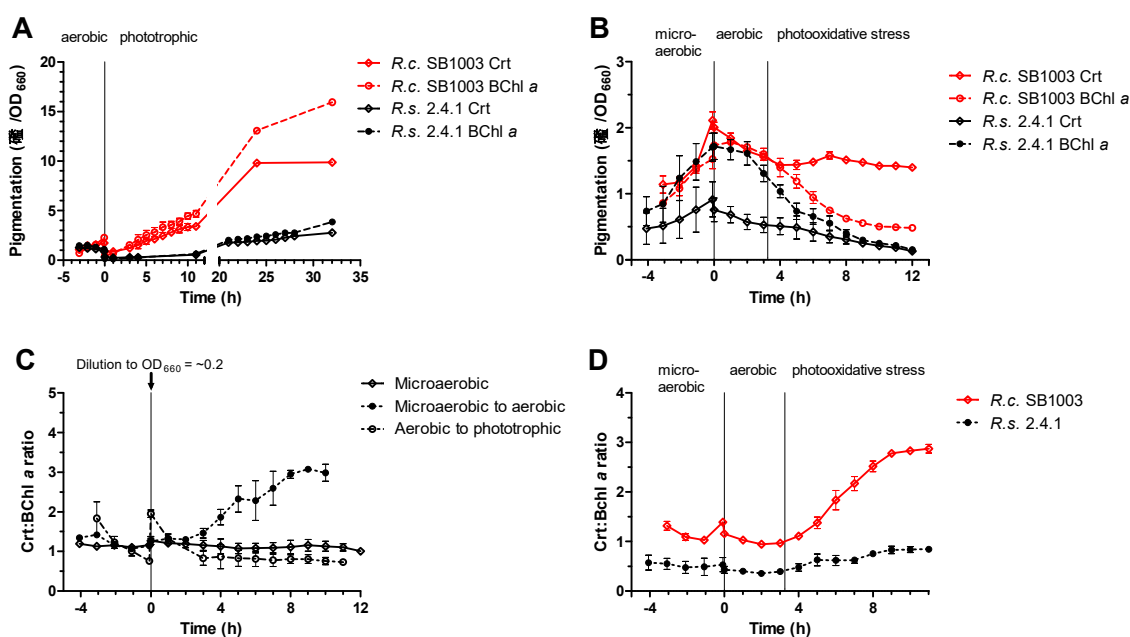 A
aerobic phototrophic
Pigmentation ( /OD660)
20
15
10
5
0
-5 0 5 10 20 25 30 35
Time (h)
R.c. SB1003 Crt
R.c. SB1003 BChl a
R.s. 2.4.1 Crt
R.s. 2.4.1 BChl a
B
micro-
aerobic aerobic photooxidative stress
Pigmentation ( /OD660)
3
2
1
0
-4 0 4 8 12
Time (h)
R.c. SB1003 Crt
R.c. SB1003 BChl a
R.s. 2.4.1 Crt
R.s. 2.4.1 BChl a
C
Dilution to OD660 = ~0.2
Crt:BChl a ratio
5
4
3
2
1
0
-4 0 4 8 12
Time (h)
Microaerobic
Microaerobic to aerobic
Aerobic to phototrophic
D
micro-
aerobic aerobic photooxidative stress
Crt:Bchl a ratio
4
3
2
1
0
-4 0 4 8
Time (h)
R.c. SB1003
R.s. 2.4.1